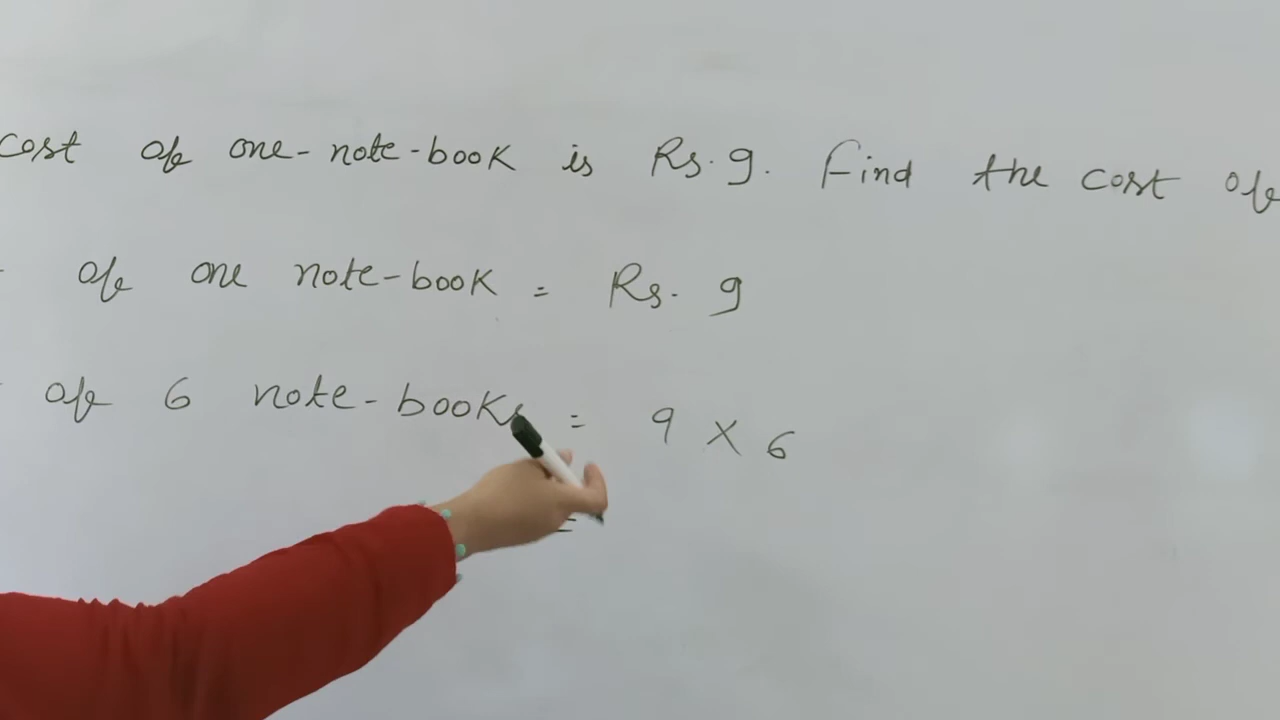 cost of one-note-book is Rs. 9. Find the cost of
of one note-book = Rs. 9
of 6 note-books = 9 × 6
=